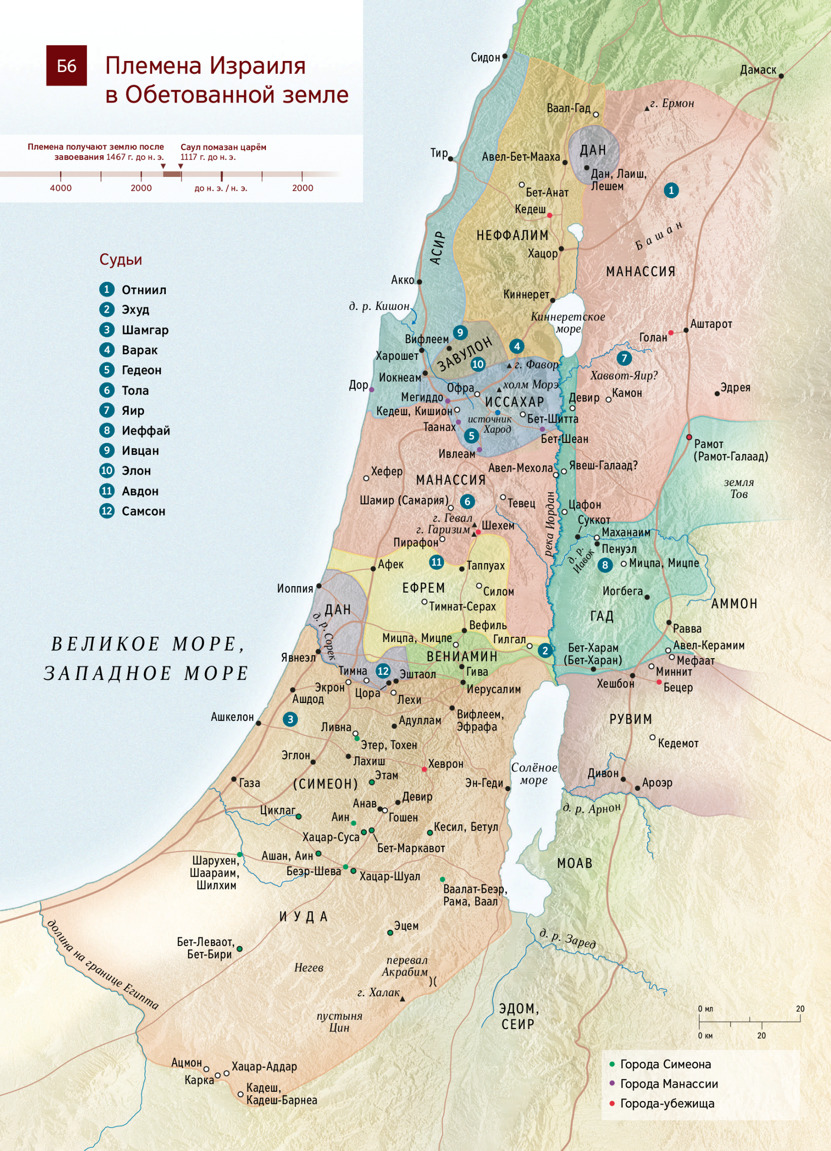 Б6
Племена Израиля
в Обетованной земле
Племена получают землю после
завоевания 1467 г. до н. э.
Саул помазан царём
1117 г. до н. э.
4000
2000
до н. э. / н. э.
2000
Судьи
1 Отниил
2 Эхуд
3 Шамгар
4 Варак
5 Гедеон
6 Тола
7 Яир
8 Иеффай
9 Ивцан
10 Элон
11 Авдон
12 Самсон
Сидон
Дамаск
Ваал-Гад
г. Ермон
Тир
Авел-Бет-Мааха
ДАН
Дан, Лаиш,
Лешем
1
Бет-Анат
Кедеш
АСИР
НЕФФАЛИМ
Башан
Хацор
МАНАССИЯ
Акко
Киннерет
д. р. Кишон
Киннеретское
море
Вифлеем
9
ЗАВУЛОН
4
Голан
Аштарот
Харошет
10
г. Фавор
7
Хаввот-Яир?
Иокнеам
холм Морэ
Дор
Офра
Мегиддо
ИССАХАР
Девир
Камон
Эдрея
Кедеш, Кишион
источник
Харод
Бет-Шитта
Таанах
5
Бет-Шеан
Ивлеам
Рамот
(Рамот-Галаад)
Хефер
МАНАССИЯ
Авел-Мехола
Явеш-Галаад?
земля
Тов
Шамир (Самария)
6
Тевец
Цафон
г. Гевал
г. Гаризим
Шехем
река Иордан
Суккот
Маханаим
Пирафон
д. р.
Иавок
Пенуэл
11
8
Мицпа, Мицпе
Афек
Таппуах
Иоппия
ЕФРЕМ
Силом
Иогбега
ДАН
Тимнат-Серах
ГАД
АММОН
д. р. Сорек
Вефиль
Равва
Мицпа, Мицпе
Гилгал
2
Бет-Харам
(Бет-Харан)
Авел-Керамим
Явнеэл
ВЕНИАМИН
Мефаат
Тимна
12
Эштаол
Гива
Миннит
Экрон
Цора
Иерусалим
Хешбон
Бецер
Ашдод
Лехи
ВЕЛИКОЕ МОРЕ,
ЗАПАДНОЕ МОРЕ
Ашкелон
3
Ливна
Адуллам
Вифлеем,
Эфрафа
РУВИМ
Этер, Тохен
Кедемот
Эглон
Лахиш
Хеврон
Солёное
море
Газа
(СИМЕОН)
Этам
Эн-Геди
Дивон
Ароэр
Анав
Девир
Циклаг
Аин
Гошен
д. р. Арнон
Хацар-Суса
Кесил, Бетул
Бет-Маркавот
Шарухен,
Шаараим,
Шилхим
Ашан, Аин
МОАВ
Беэр-Шева
Хацар-Шуал
Ваалат-Беэр,
Рама, Ваал
ИУДА
долина на границе Египта
Эцем
Бет-Леваот,
Бет-Бири
д. р. Заред
Негев
перевал
Акрабим
г. Халак
ЭДОМ,
СЕИР
пустыня
Цин
0 мл
20
0 км
20
Ацмон
Хацар-Аддар
Карка
Кадеш,
Кадеш-Барнеа
Города Симеона
Города Манассии
Города-убежища